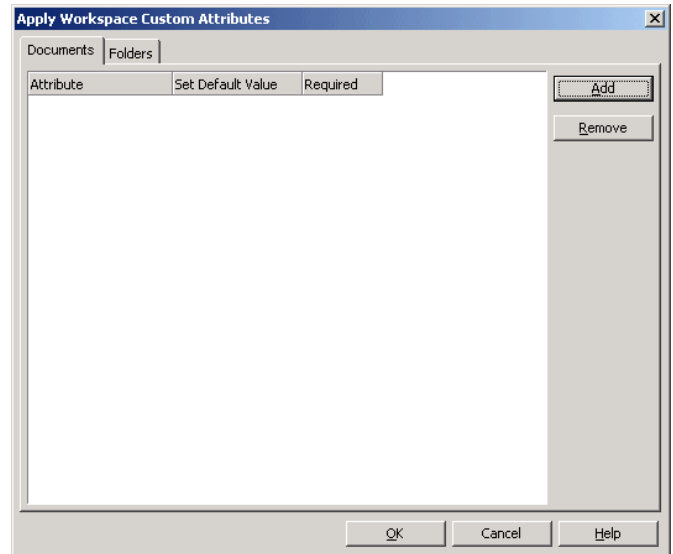 Apply Workspace Custom Attributes
Documents Folders
Attribute Set Default Value Required
Add
Remove
OK Cancel Help